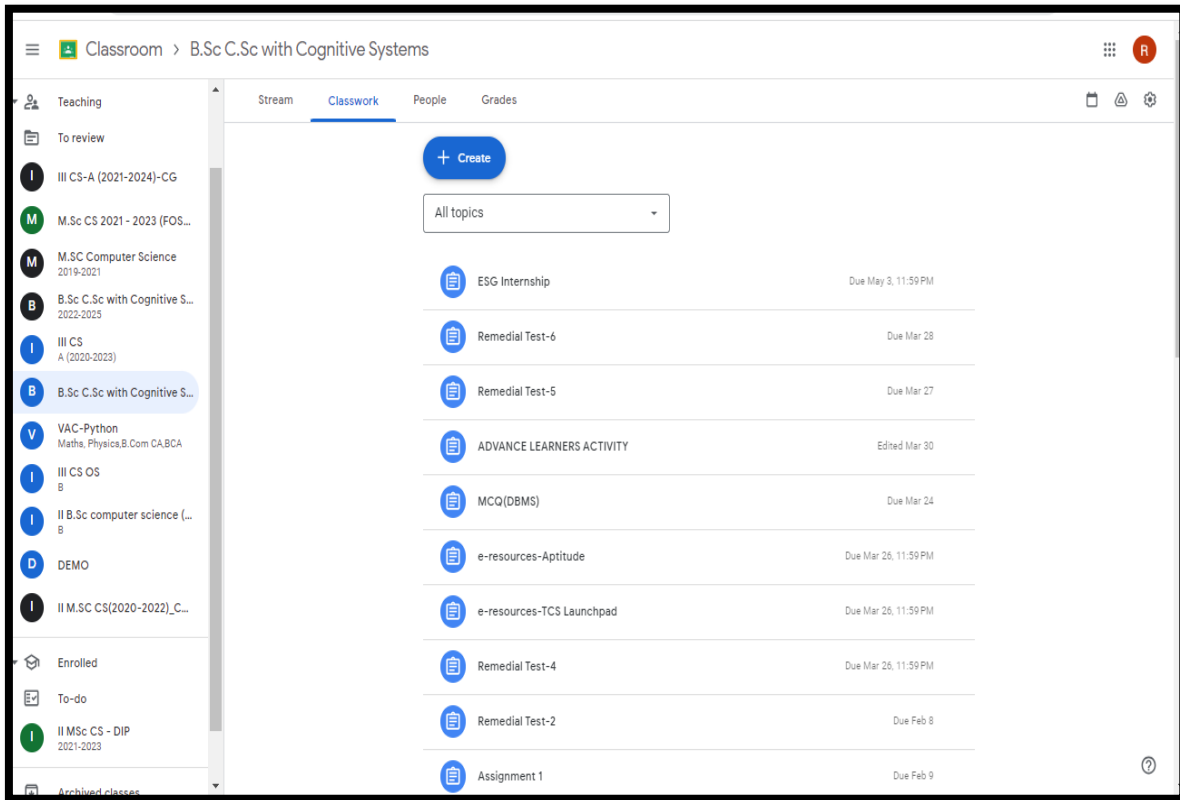 Classroom > B.Sc C.Sc with Cognitive Systems
R
Teaching
To review
I III CS-A (2021-2024)-CG
M M.Sc CS 2021 - 2023 (FOS...
M M.SC Computer Science
2019-2021
B B.Sc C.Sc with Cognitive S...
2022-2025
I III CS
A (2020-2023)
B B.Sc C.Sc with Cognitive S...
V VAC-Python
Maths, Physics,B.Com CA,BCA
I III CS OS
B
I II B.Sc computer science (...
B
D DEMO
I II M.SC CS(2020-2022)_C...
Enrolled
To-do
I II MSc CS - DIP
2021-2023
Archived classes
Stream Classwork People Grades
+ Create
All topics
ESG Internship Due May 3, 11:59 PM
Remedial Test-6 Due Mar 28
Remedial Test-5 Due Mar 27
ADVANCE LEARNERS ACTIVITY Edited Mar 30
MCQ(DBMS) Due Mar 24
e-resources-Aptitude Due Mar 26, 11:59 PM
e-resources-TCS Launchpad Due Mar 26, 11:59 PM
Remedial Test-4 Due Mar 26, 11:59 PM
Remedial Test-2 Due Feb 8
Assignment 1 Due Feb 9